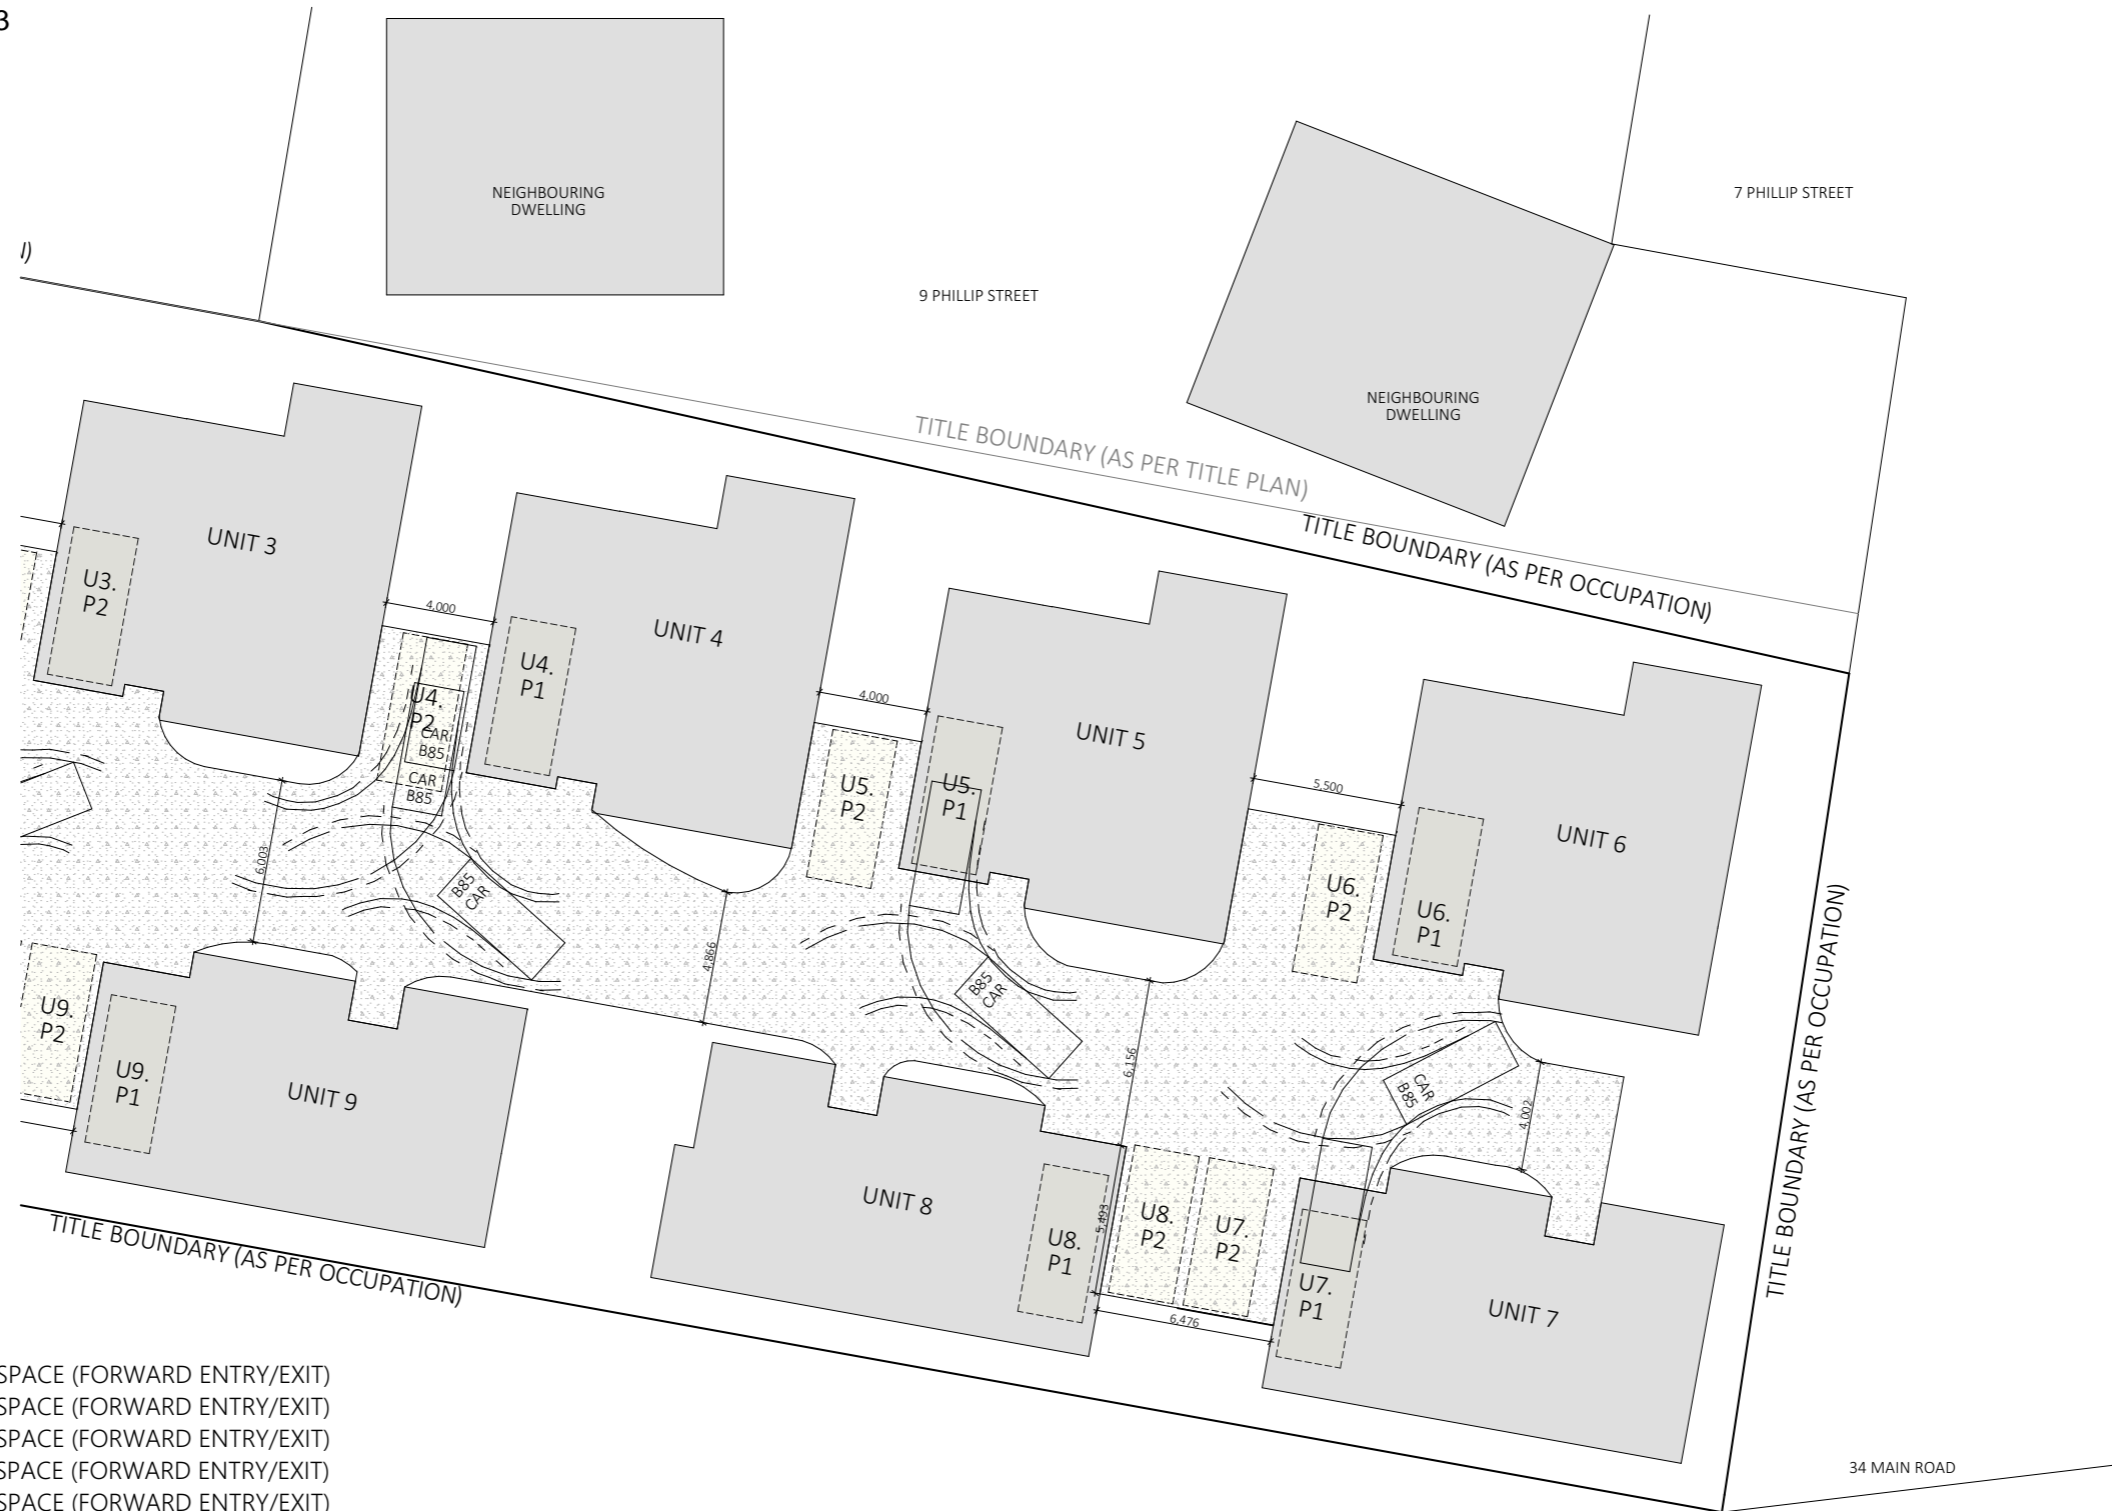 3
NEIGHBOURING
DWELLING
7 PHILLIP STREET
9 PHILLIP STREET
NEIGHBOURING
DWELLING
TITLE BOUNDARY (AS PER TITLE PLAN)
TITLE BOUNDARY (AS PER OCCUPATION)
UNIT 3
U3.
P2
4,000
UNIT 4
U4.
P1
U4.
P2
CAR
B85
CAR
B85
4,000
UNIT 5
U5.
P2
U5.
P1
5,500
UNIT 6
U6.
P2
U6.
P1
6,003
B85
CAR
4,866
B85
CAR
6,156
CAR
B85
4,002
TITLE BOUNDARY (AS PER OCCUPATION)
U9.
P2
U9.
P1
UNIT 9
UNIT 8
U8.
P1
5,493
U8.
P2
U7.
P2
U7.
P1
UNIT 7
6,476
TITLE BOUNDARY (AS PER OCCUPATION)
SPACE (FORWARD ENTRY/EXIT)
SPACE (FORWARD ENTRY/EXIT)
SPACE (FORWARD ENTRY/EXIT)
SPACE (FORWARD ENTRY/EXIT)
SPACE (FORWARD ENTRY/EXIT)
34 MAIN ROAD